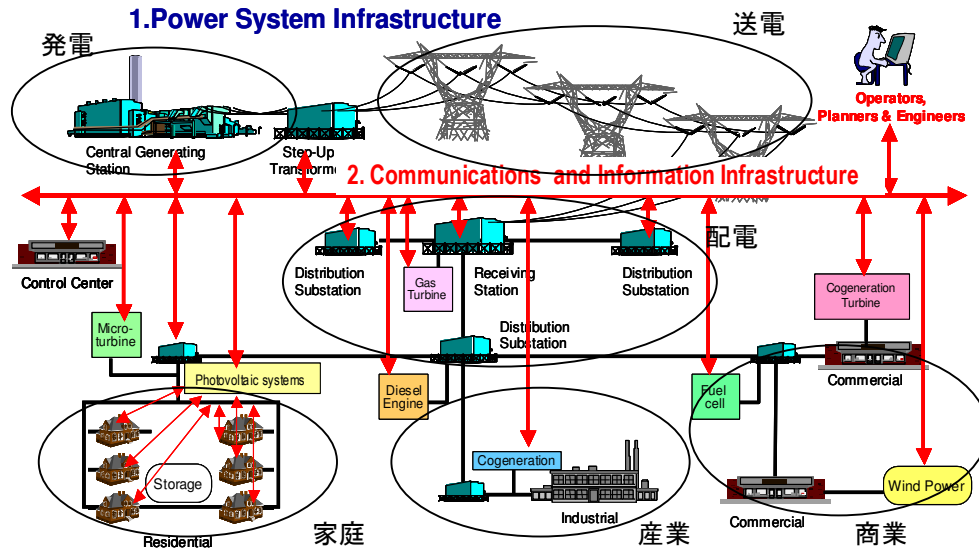 1.Power System Infrastructure
発電
送電
Operators,
Planners & Engineers
Central Generating
Station
Step-Up
Transform
2. Communications and Information Infrastructure
配電
Control Center
Distribution
Substation
Gas
Turbine
Receiving
Station
Distribution
Substation
Cogeneration
Turbine
Micro-
turbine
Distribution
Substation
Photovoltaic systems
Diesel
Engine
Fuel
cell
Commercial
Storage
Cogeneration
Residential
家庭
Industrial
産業
Commercial
商業
Wind Power